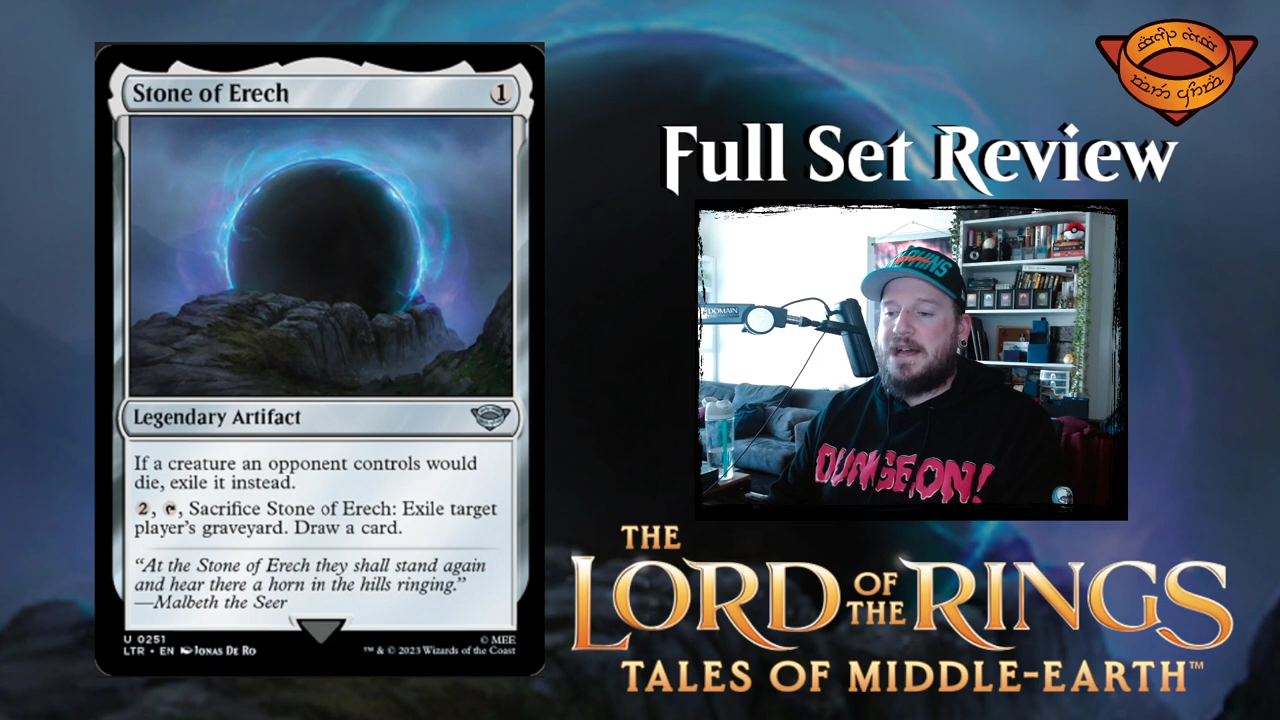 Stone of Erech 1
Legendary Artifact
If a creature an opponent controls would
die, exile it instead.
2, Sacrifice Stone of Erech: Exile target
player's graveyard. Draw a card.
“At the Stone of Erech they shall stand again
and hear there a horn in the hills ringing.”
—Malbeth the Seer
U 0251
LTR • EN JONAS DE RO
© MEE
™ & © 2023 Wizards of the Coast
Full Set Review
DOMAIN
DUNGEON!
THE
LORD OF THE RINGS
TALES OF MIDDLE-EARTH™